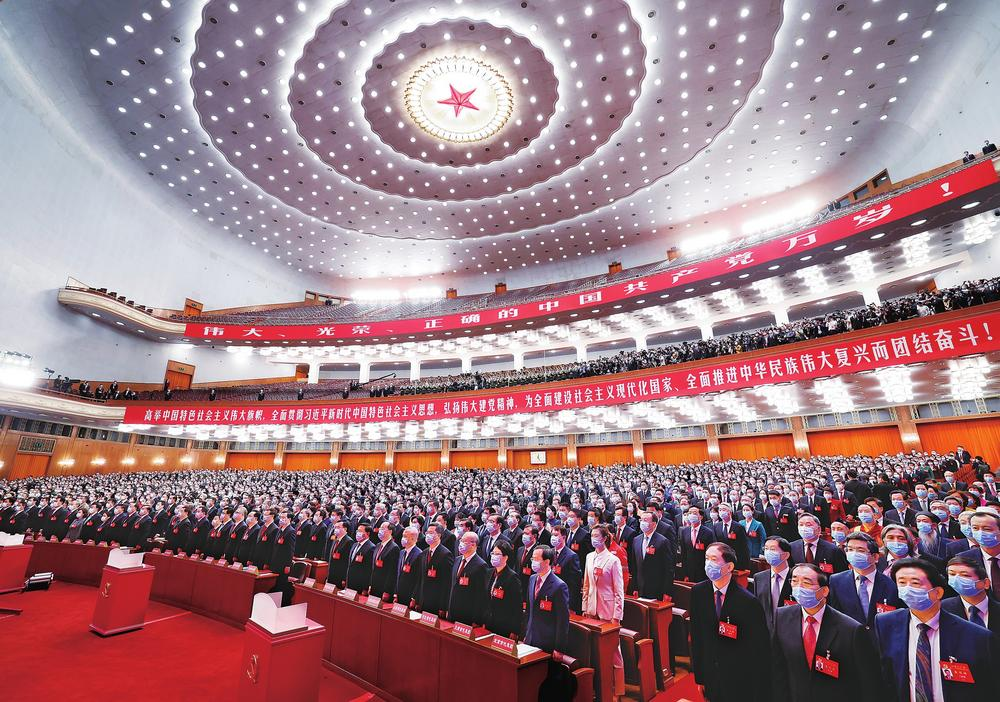 伟大、光荣、正确的中国共产党万岁!
高举中国特色社会主义伟大旗帜,全面贯彻习近平新时代中国特色社会主义思想,弘扬伟大建党精神,为全面建设社会主义现代化国家、全面推进中华民族伟大复兴而团结奋斗!